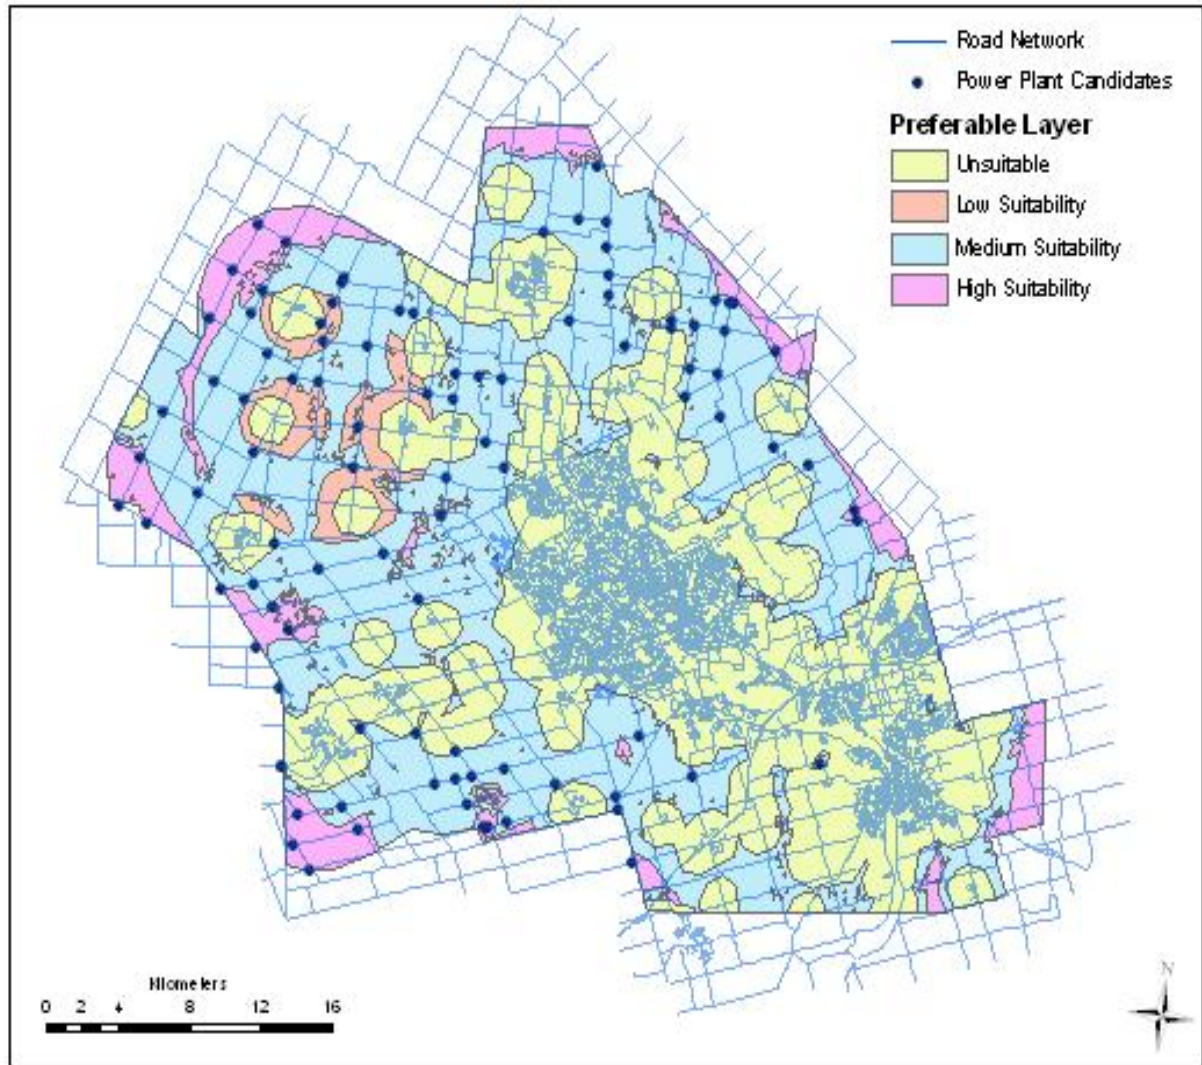 Road Network
Power Plant Candidates
Preferable Layer
Unsuitable
Low Suitability
Medium Suitability
High Suitability
Kilometers
0 2 4 8 12 16
N